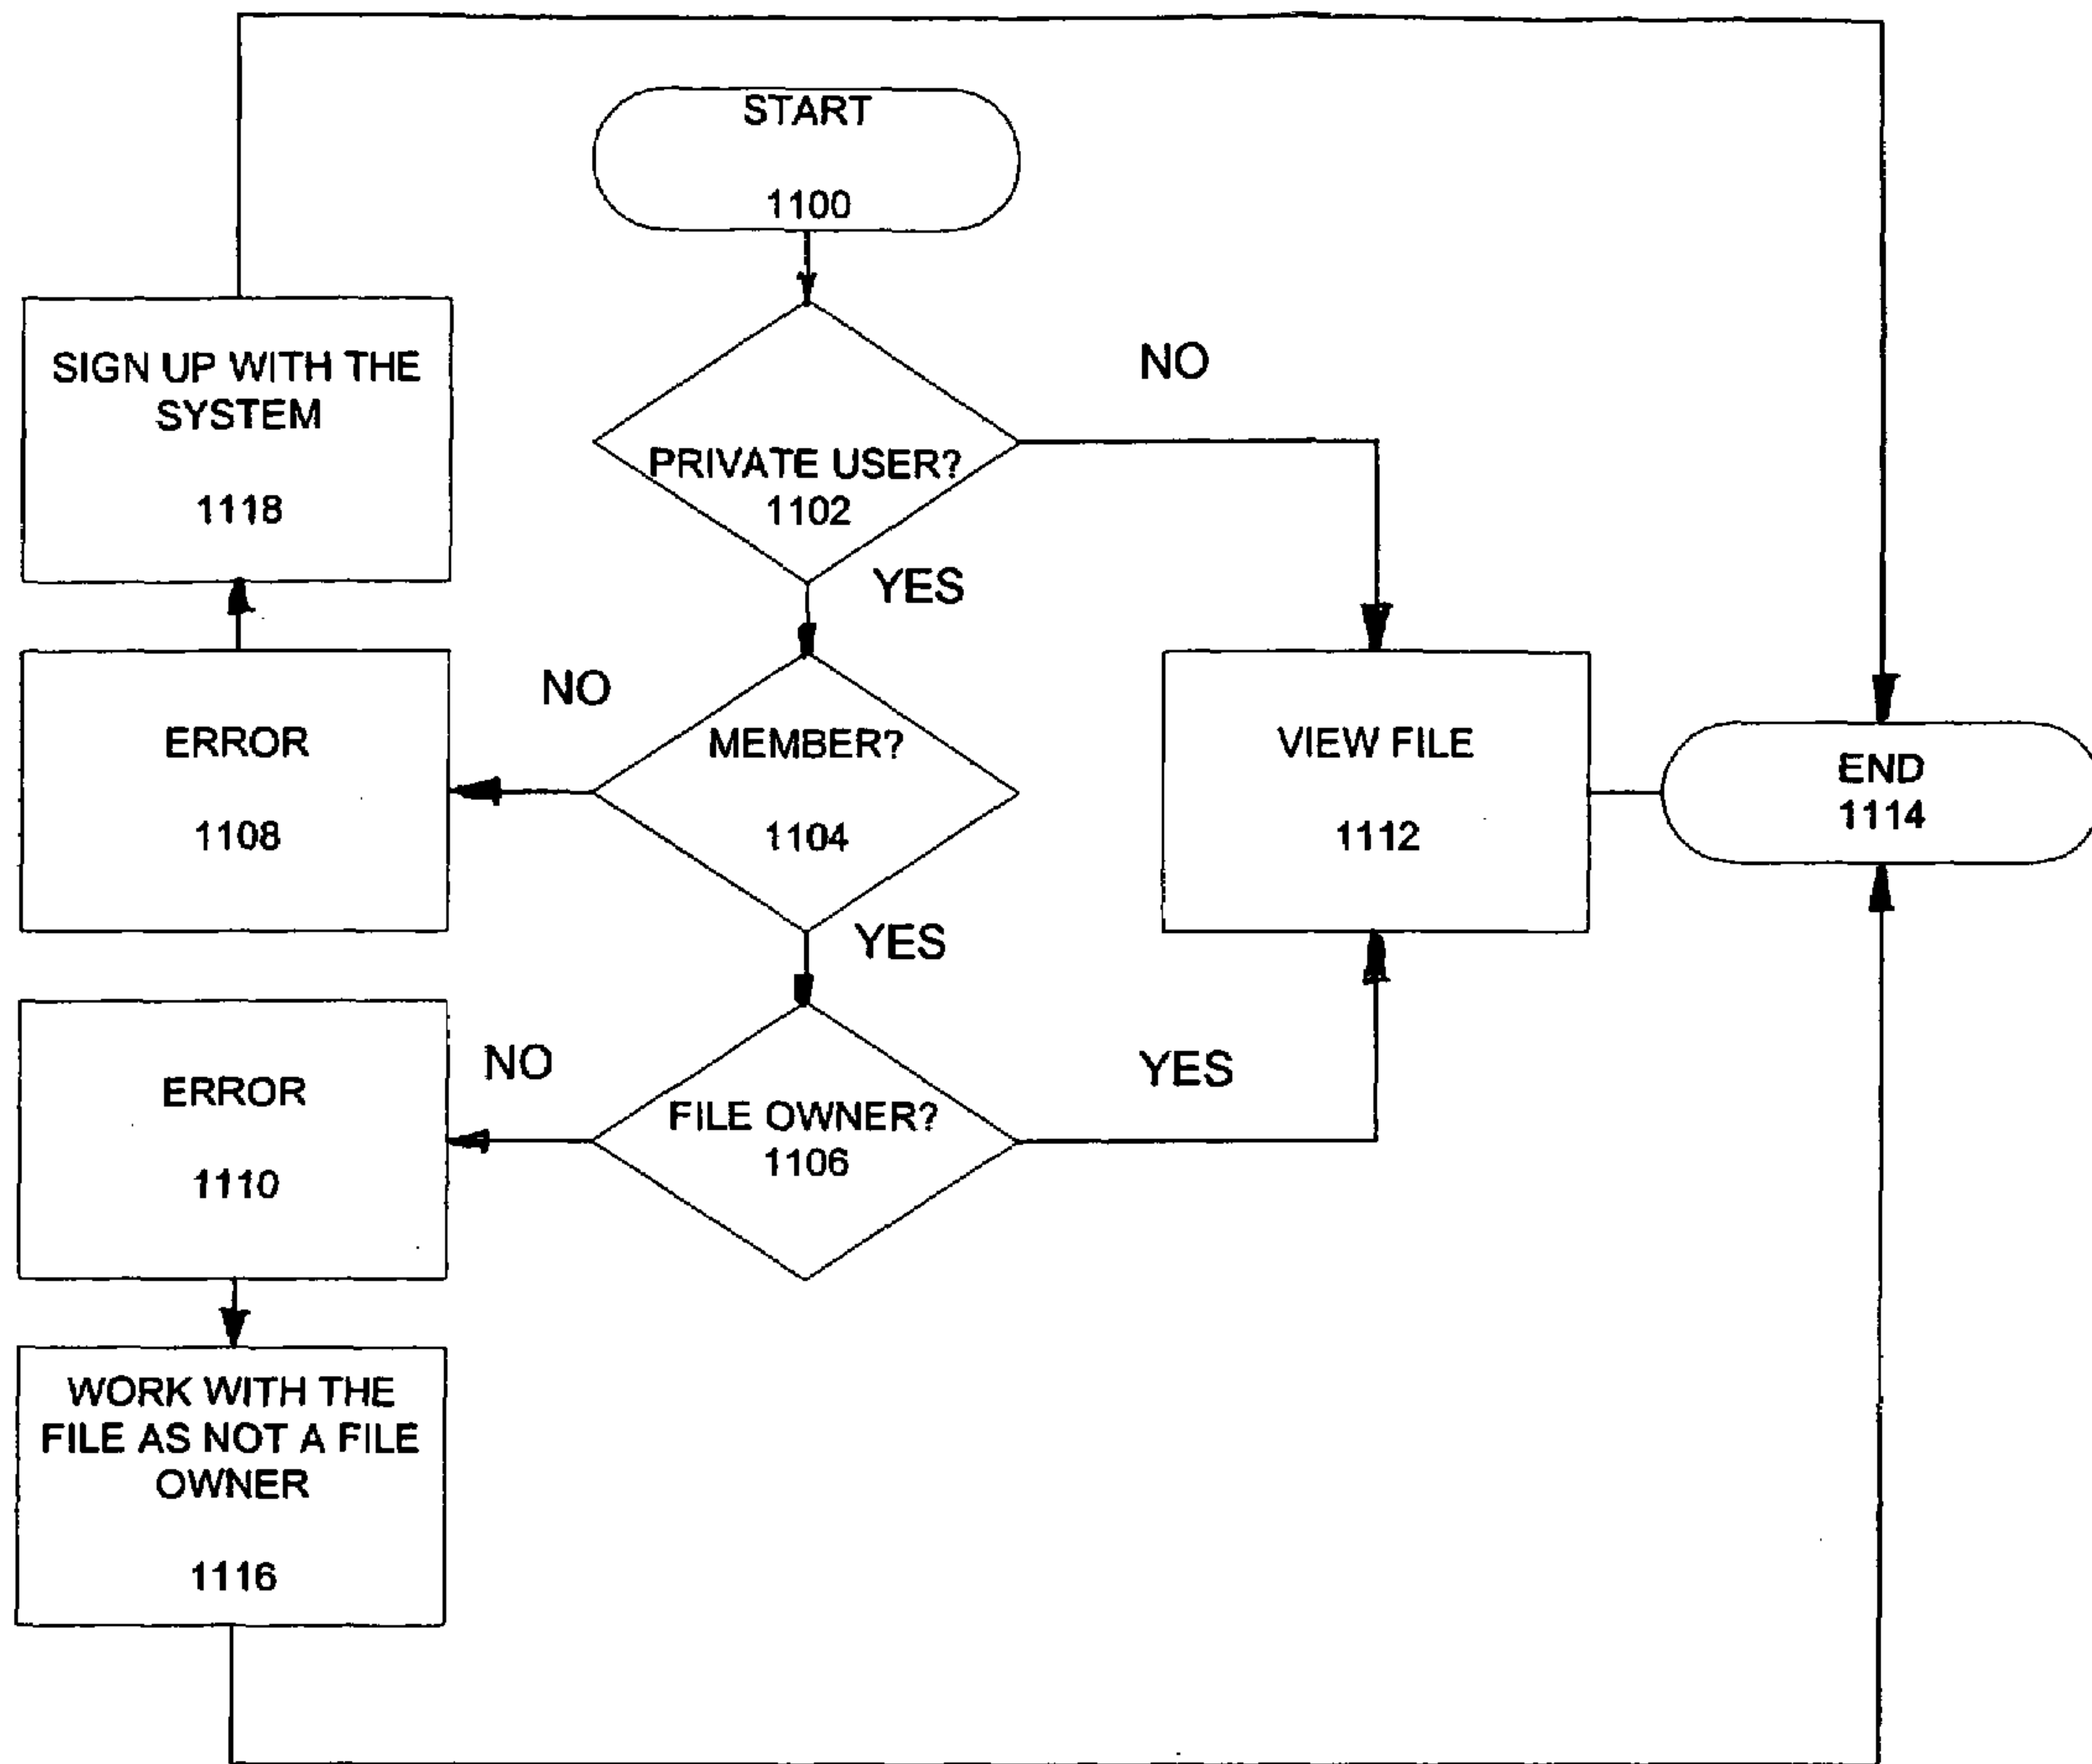 START
1100
PRIVATE USER?
1102
NO
YES
SIGN UP WITH THE
SYSTEM
1118
ERROR
1108
NO
MEMBER?
1104
YES
VIEW FILE
1112
END
1114
ERROR
1110
NO
FILE OWNER?
1106
YES
WORK WITH THE
FILE AS NOT A FILE
OWNER
1116